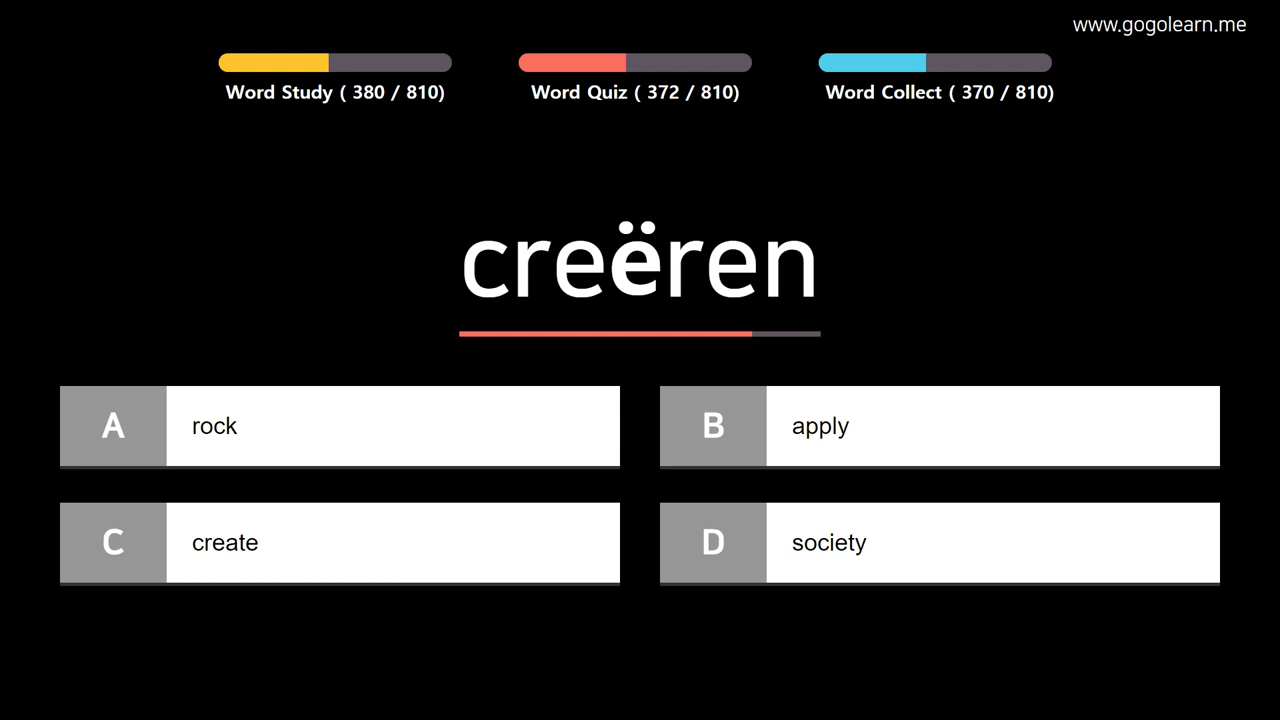 www.gogolearn.me
Word Study ( 380 / 810)
Word Quiz ( 372 / 810)
Word Collect ( 370 / 810)
creëren
A rock
B apply
C create
D society